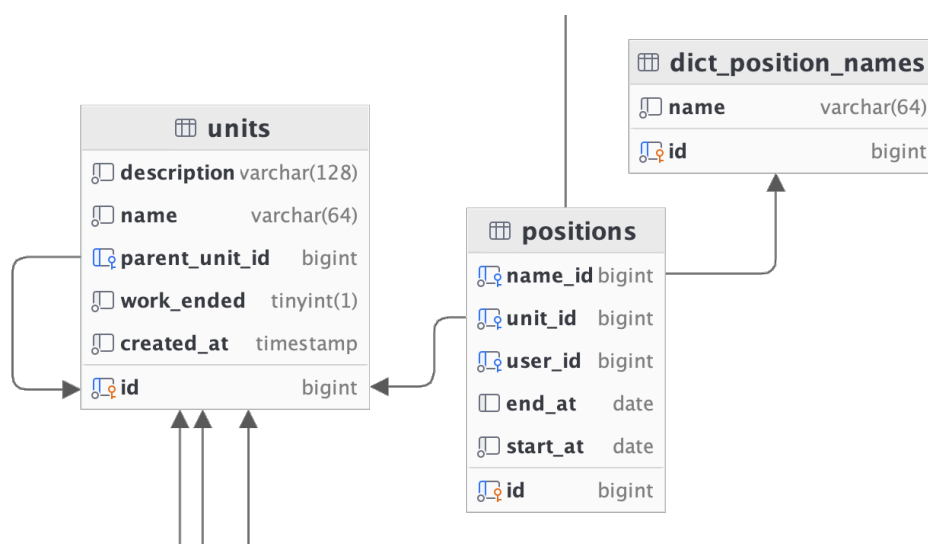 dict_position_names
name varchar(64)
id bigint
units
description varchar(128)
name varchar(64)
parent_unit_id bigint
work_ended tinyint(1)
created_at timestamp
id bigint
positions
name_id bigint
unit_id bigint
user_id bigint
end_at date
start_at date
id bigint